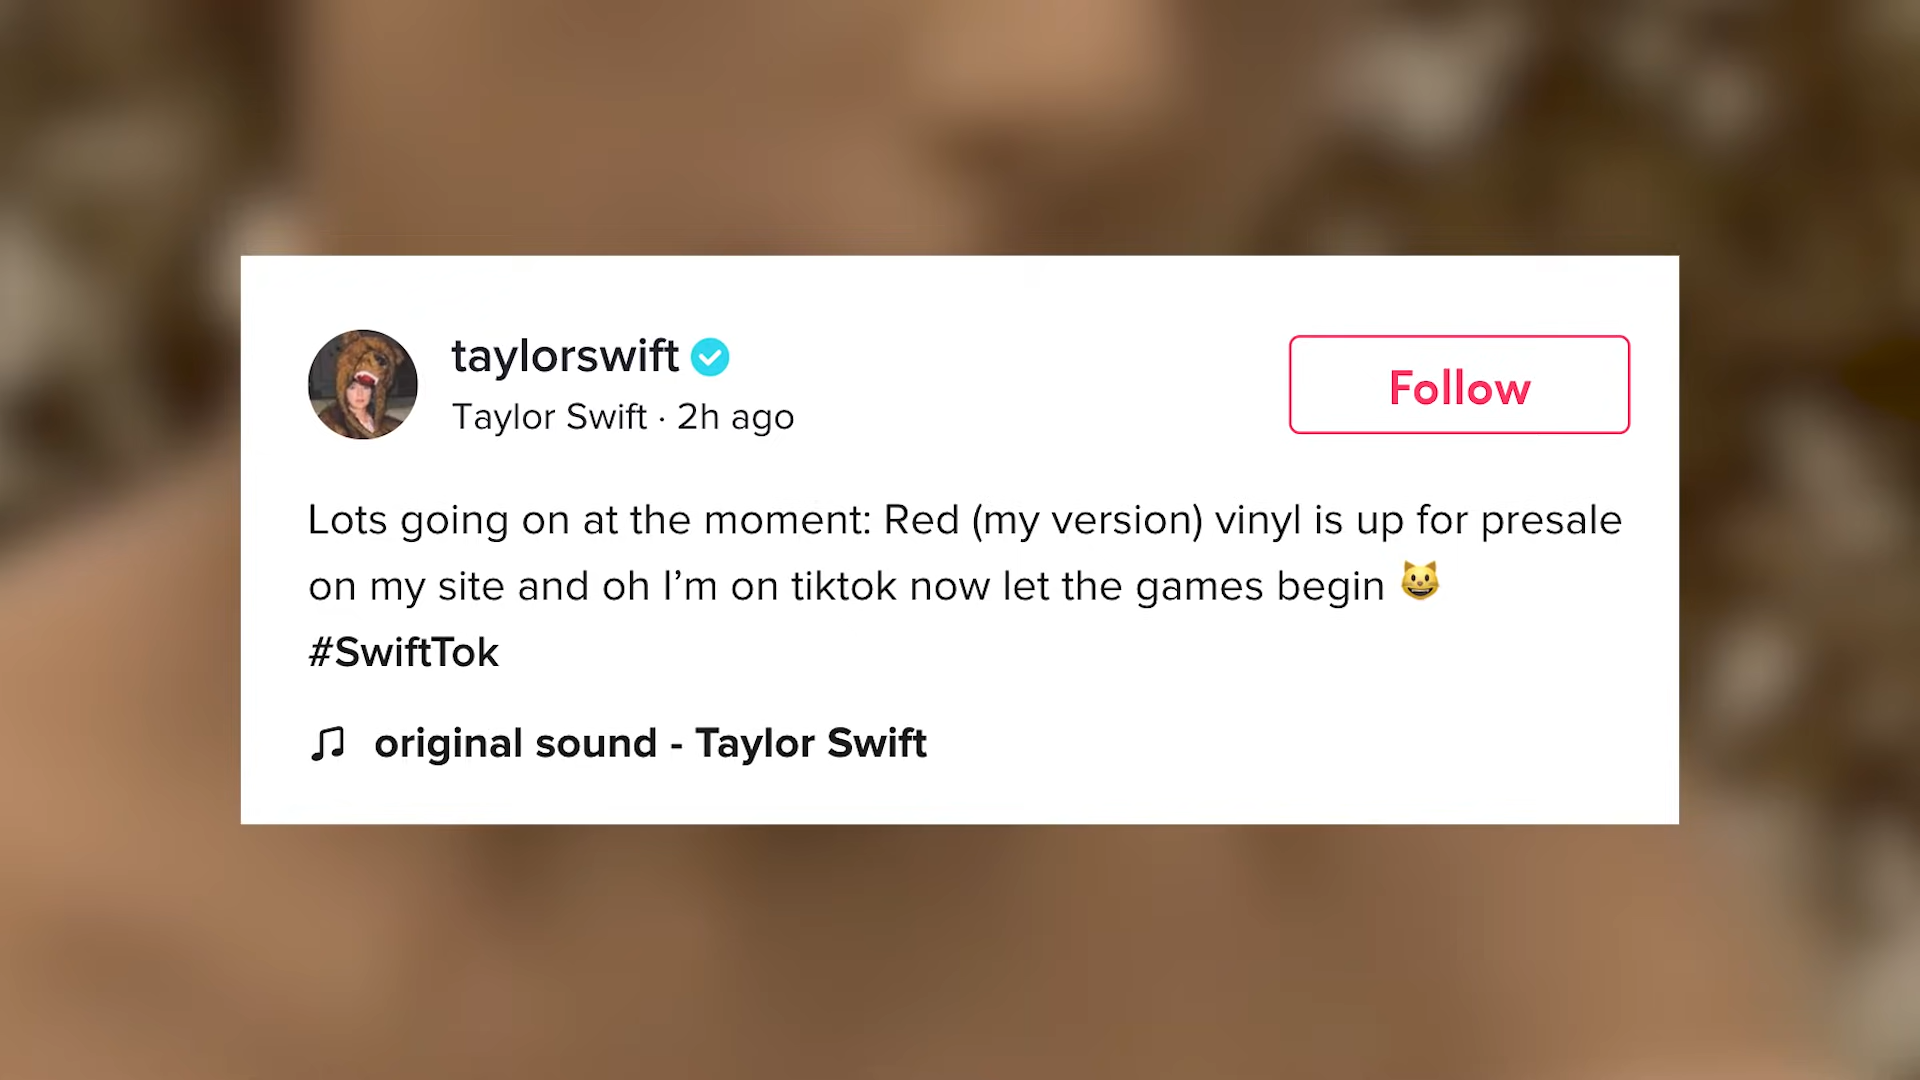 taylorswift
Taylor Swift · 2h ago
Follow
Lots going on at the moment: Red (my version) vinyl is up for presale
on my site and oh I’m on tiktok now let the games begin 😺
#SwiftTok
original sound - Taylor Swift